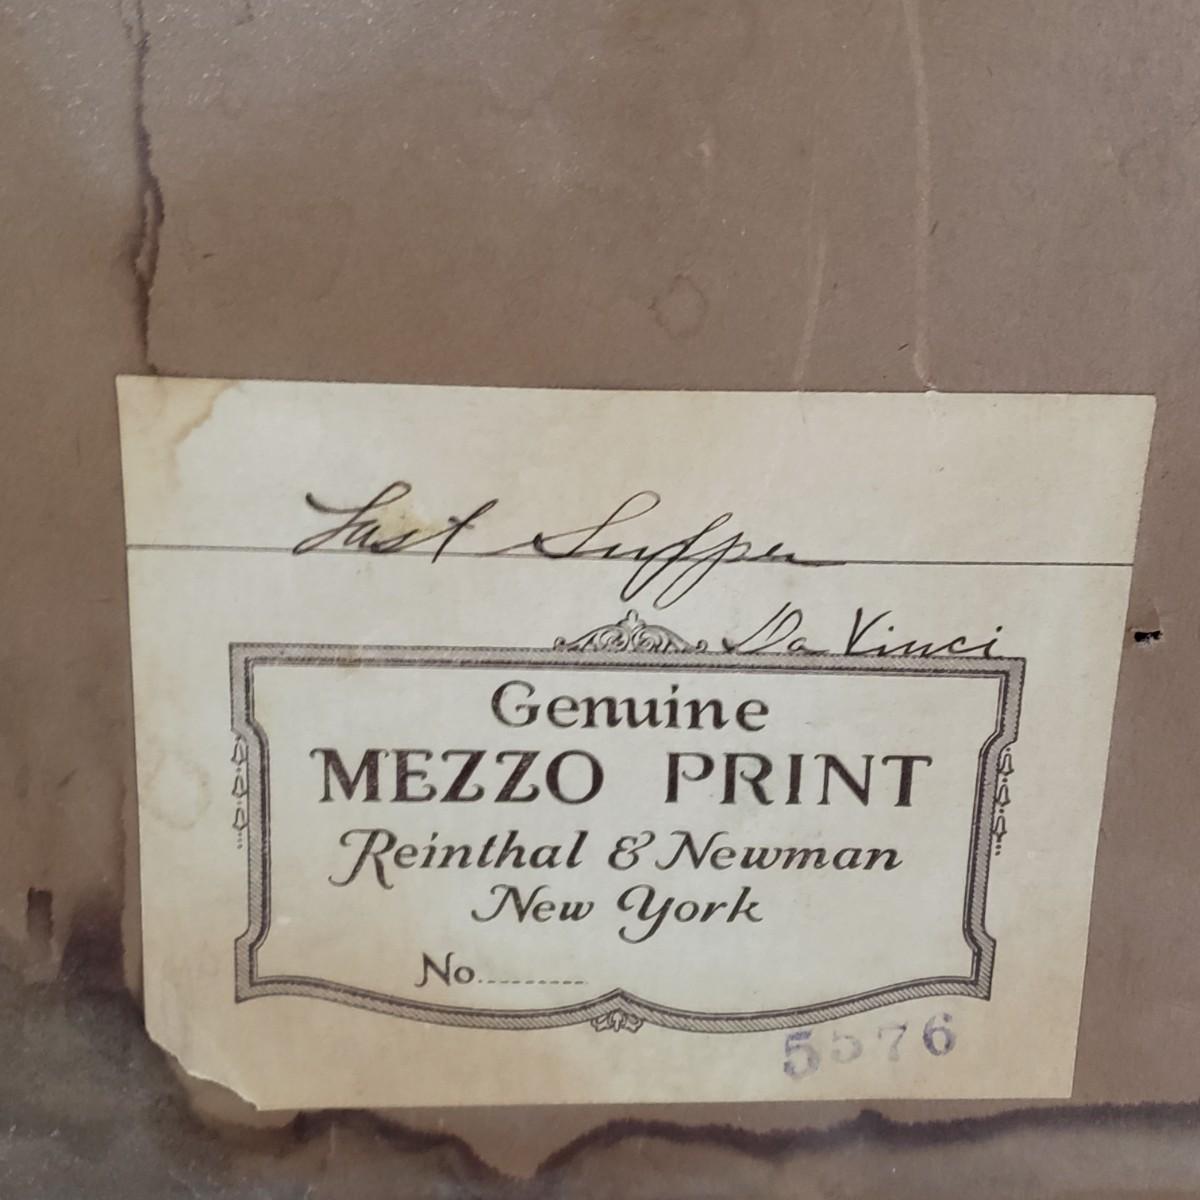 Last Supper
Da Vinci
Genuine
MEZZO PRINT
Reinthal & Newman
New York
No.........
5576